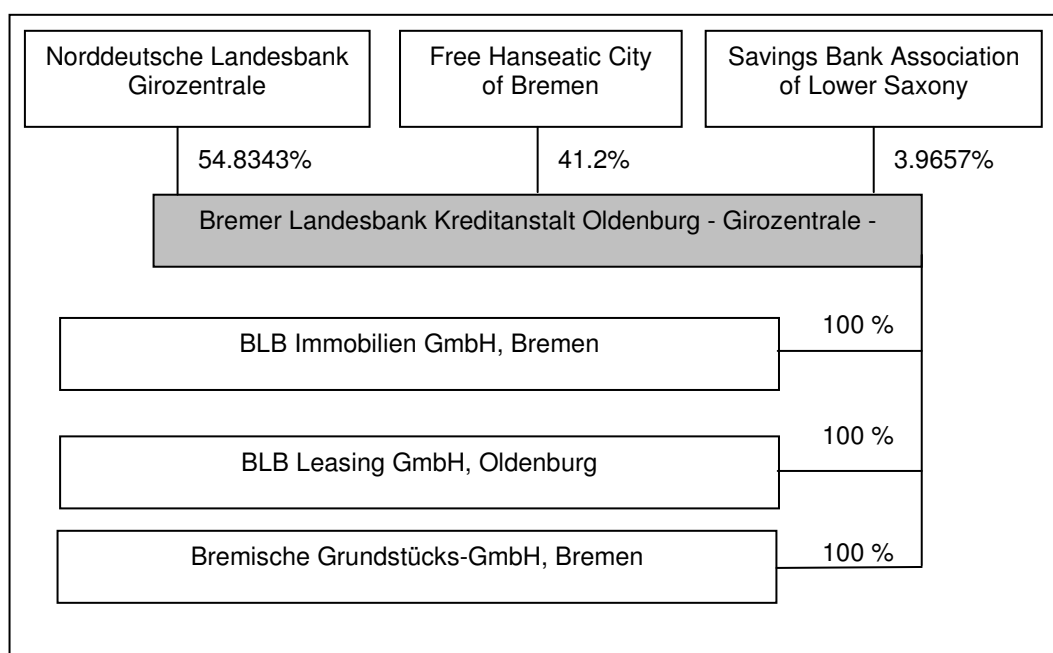 Norddeutsche Landesbank
Girozentrale
Free Hanseatic City
of Bremen
Savings Bank Association
of Lower Saxony
54.8343%
41.2%
3.9657%
Bremer Landesbank Kreditanstalt Oldenburg - Girozentrale -
100 %
BLB Immobilien GmbH, Bremen
100 %
BLB Leasing GmbH, Oldenburg
100 %
Bremische Grundstücks-GmbH, Bremen